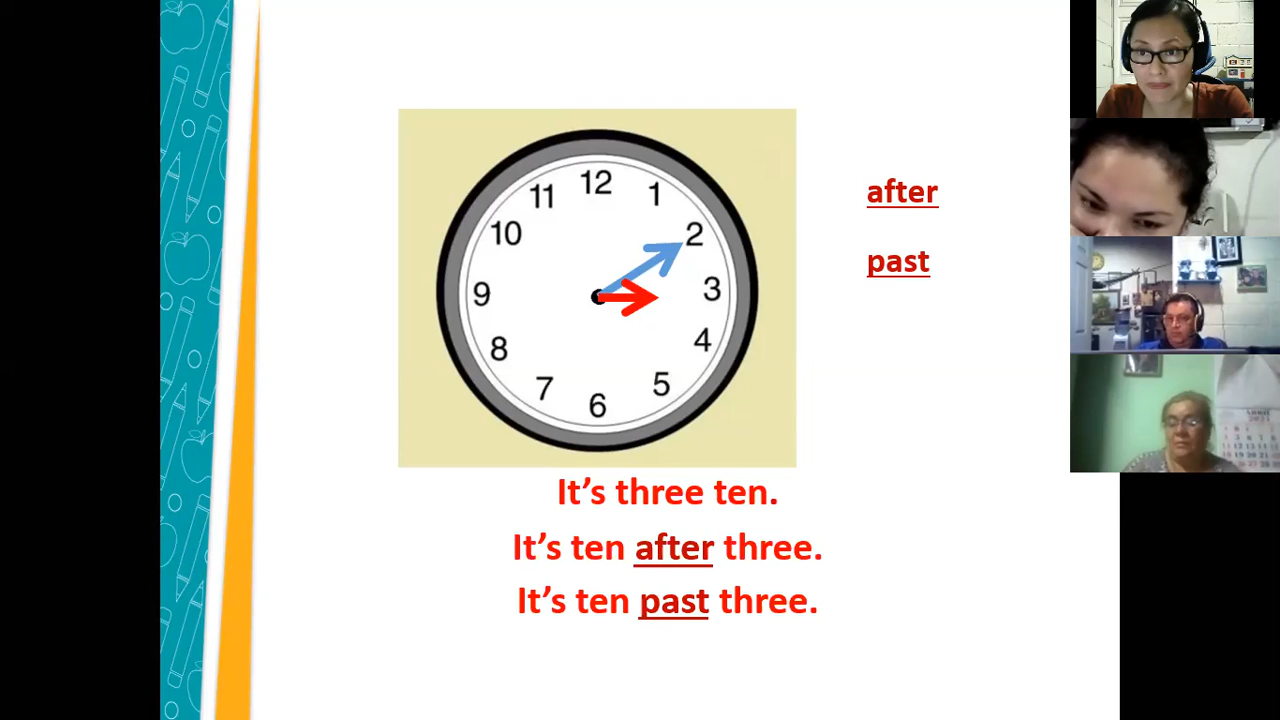 12
11
1
10
2
9
3
8
4
7
5
6
after
past
It’s three ten.
It’s ten after three.
It’s ten past three.